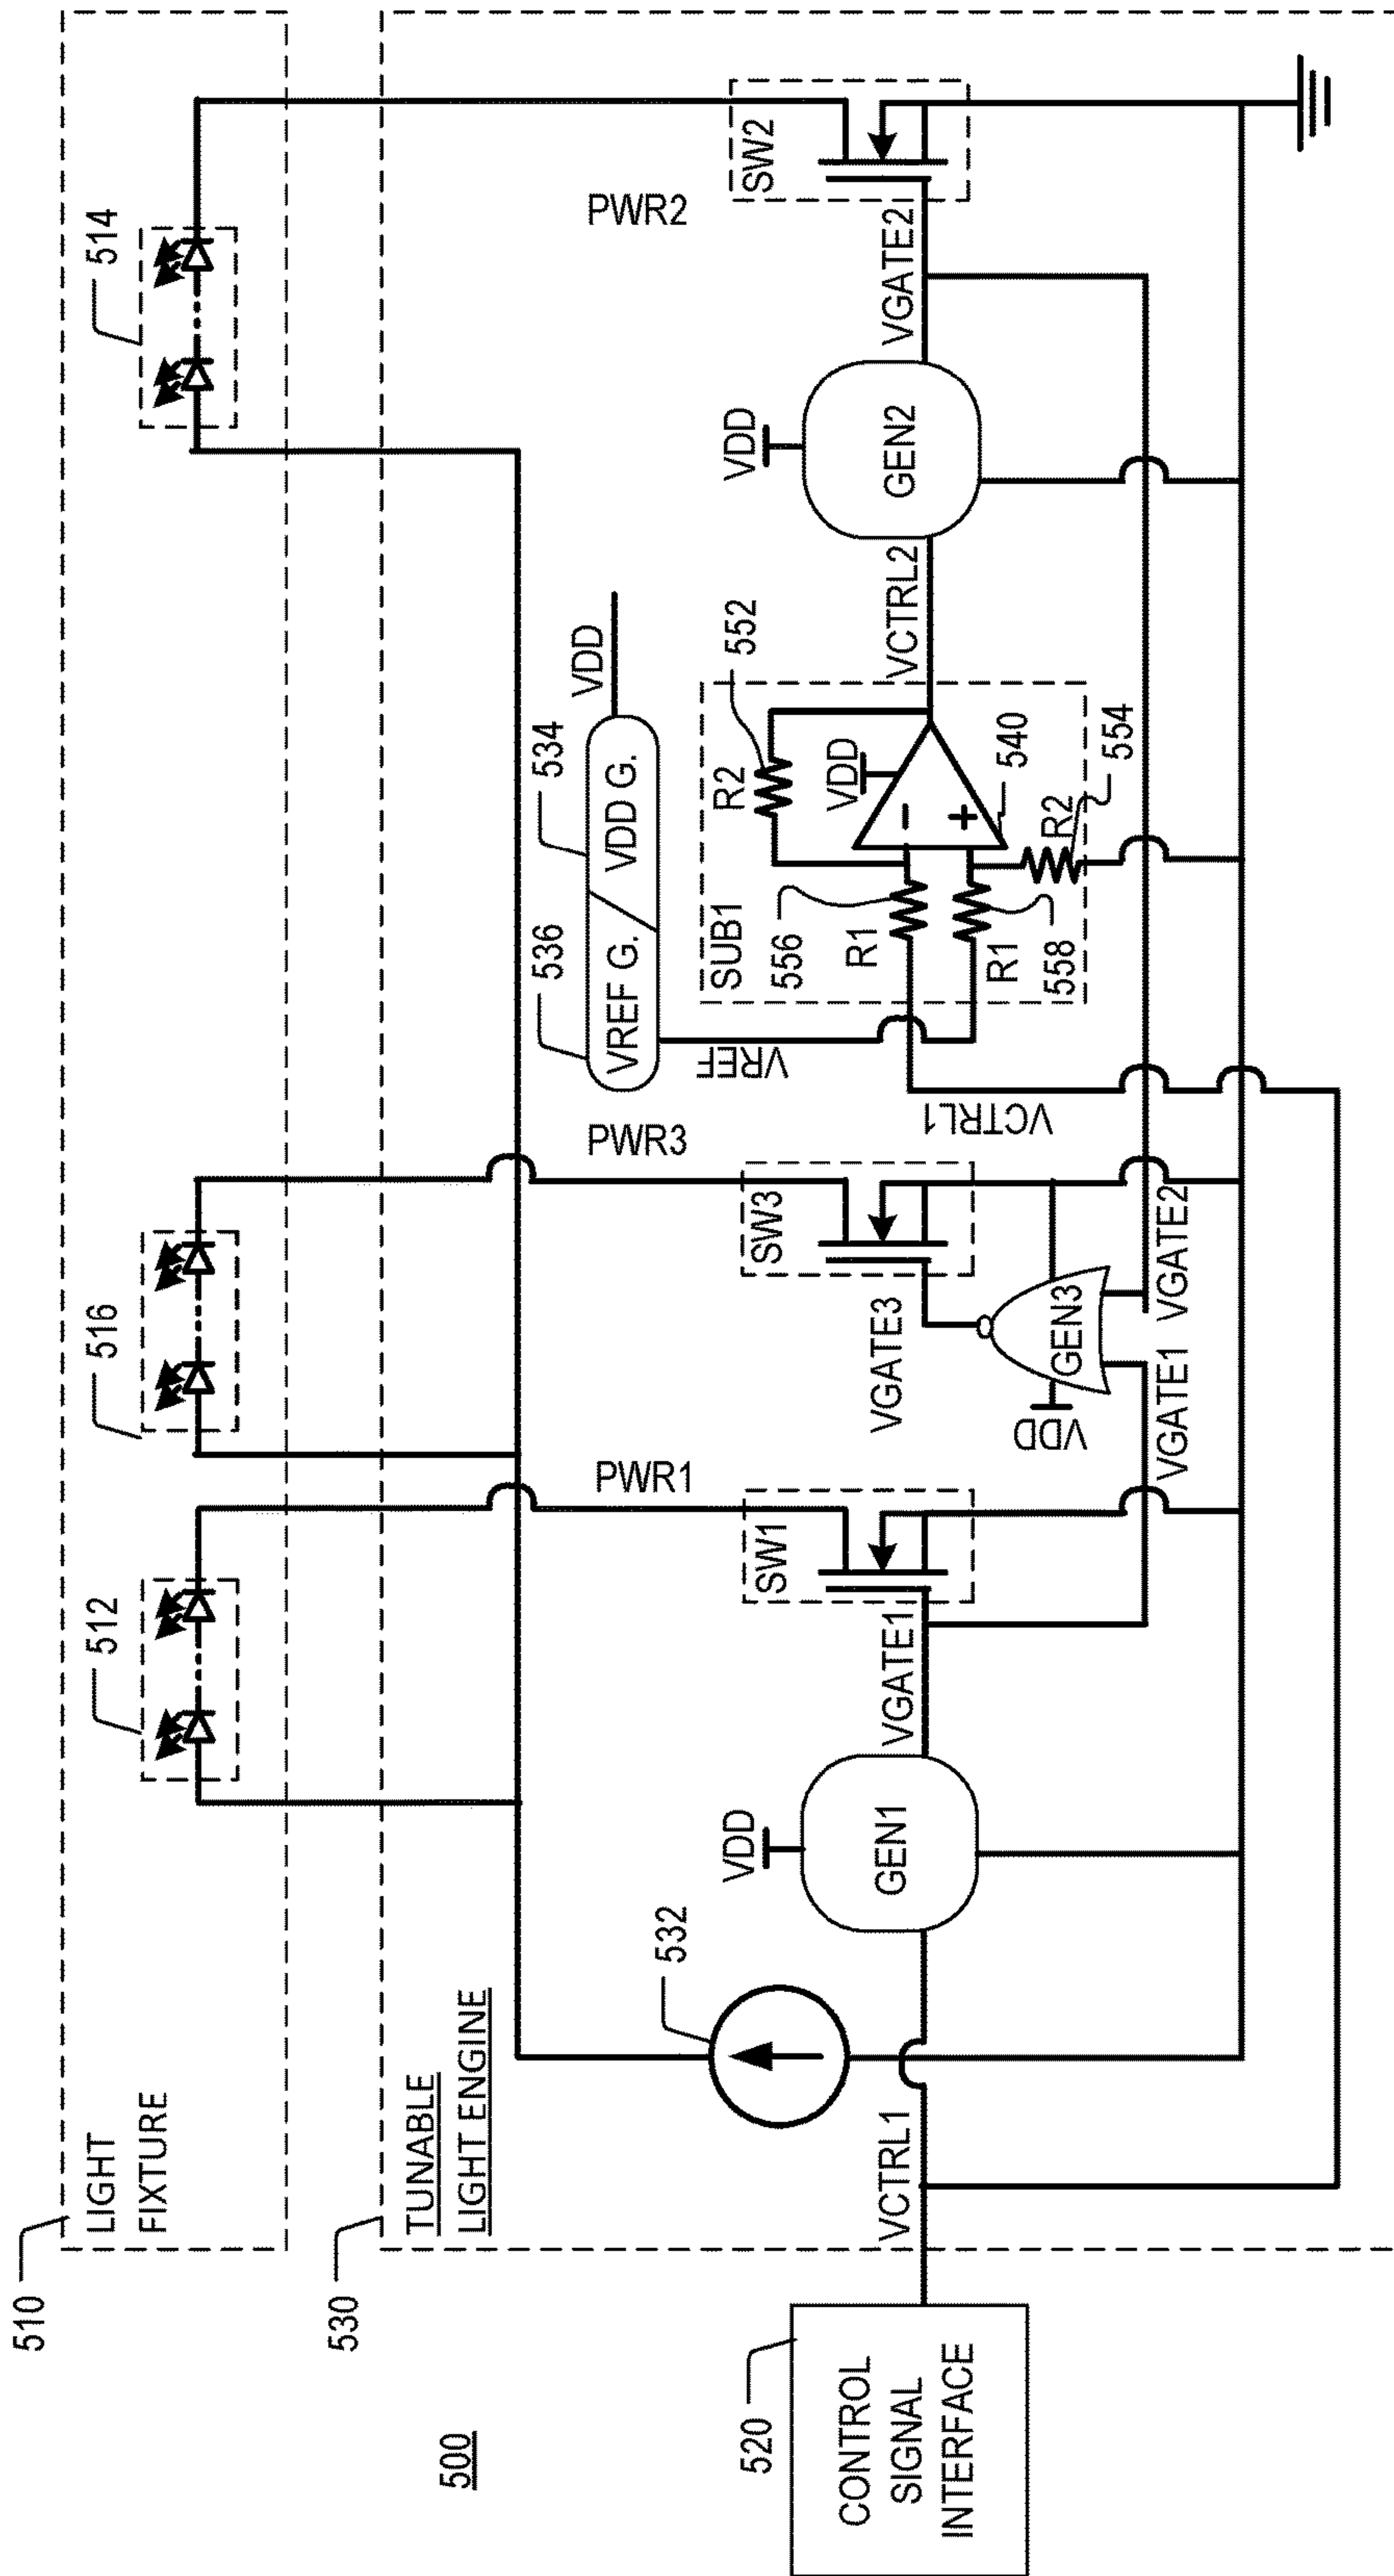 510
LIGHT
FIXTURE
512
516
514
530
TUNABLE
LIGHT ENGINE
500
532
PWR1
PWR3
536
VREF G.
534
VDD G.
VDD
PWR2
520
CONTROL
SIGNAL
INTERFACE
VCTRL1
VDD
GEN1
VGATE1
SW1
VGATE3
SW3
VDD
GEN3
VGATE1
VGATE2
VREF
VCTRL1
SUB1
556
R1
R1
558
R2
552
VDD
540
R2
554
VCTRL2
VDD
GEN2
VGATE2
SW2